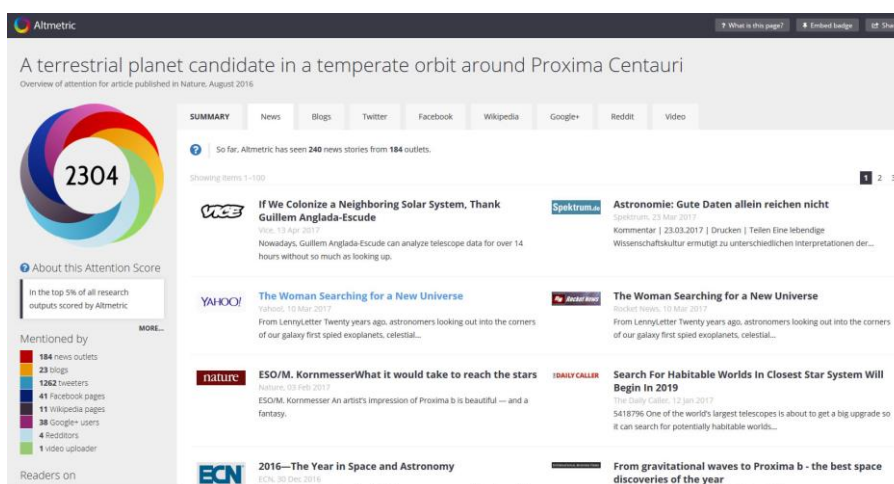 Altmetric
? What is this page?
Embed badge
A terrestrial planet candidate in a temperate orbit around Proxima Centauri
Overview of attention for article published in Nature, August 2016
2304
? About this Attention Score
In the top 5% of all research
outputs scored by Altmetric
MORE...
Mentioned by
184 news outlets
23 blogs
1262 tweeters
41 Facebook pages
11 Wikipedia pages
38 Google+ users
4 Redditors
1 video uploader
Readers on
SUMMARY News Blogs Twitter Facebook Wikipedia Google+ Reddit Video
? So far, Altmetric has seen 240 news stories from 184 outlets.
Showing items 1–100
1 2 3
VICE
If We Colonize a Neighboring Solar System, Thank
Guillem Anglada-Escude
Vice, 13 Apr 2017
Nowadays, Guillem Anglada-Escude can analyze telescope data for over 14
hours without so much as looking up.
Spektrum.de
Astronomie: Gute Daten allein reichen nicht
Spektrum, 23 Mar 2017
Kommentar | 23.03.2017 | Drucken | Teilen Eine lebendige
Wissenschaftskultur ermutigt zu unterschiedlichen Interpretationen der...
YAHOO!
The Woman Searching for a New Universe
Yahoo!, 10 Mar 2017
From LennyLetter Twenty years ago, astronomers looking out into the corners
of our galaxy first spied exoplanets, celestial...
Rocket News
The Woman Searching for a New Universe
Rocket News, 10 Mar 2017
From LennyLetter Twenty years ago, astronomers looking out into the corners
of our galaxy first spied exoplanets, celestial...
nature
ESO/M. KornmesserWhat it would take to reach the stars
Nature, 03 Feb 2017
ESO/M. Kornmesser An artist's impression of Proxima b is beautiful — and a
fantasy.
DAILY CALLER
Search For Habitable Worlds In Closest Star System Will
Begin In 2019
The Daily Caller, 12 Jan 2017
5418796 One of the world's largest telescopes is about to get a big upgrade so
it can search for potentially habitable worlds...
ECN
2016—The Year in Space and Astronomy
ECN, 30 Dec 2016
From gravitational waves to Proxima b - the best space
discoveries of the year